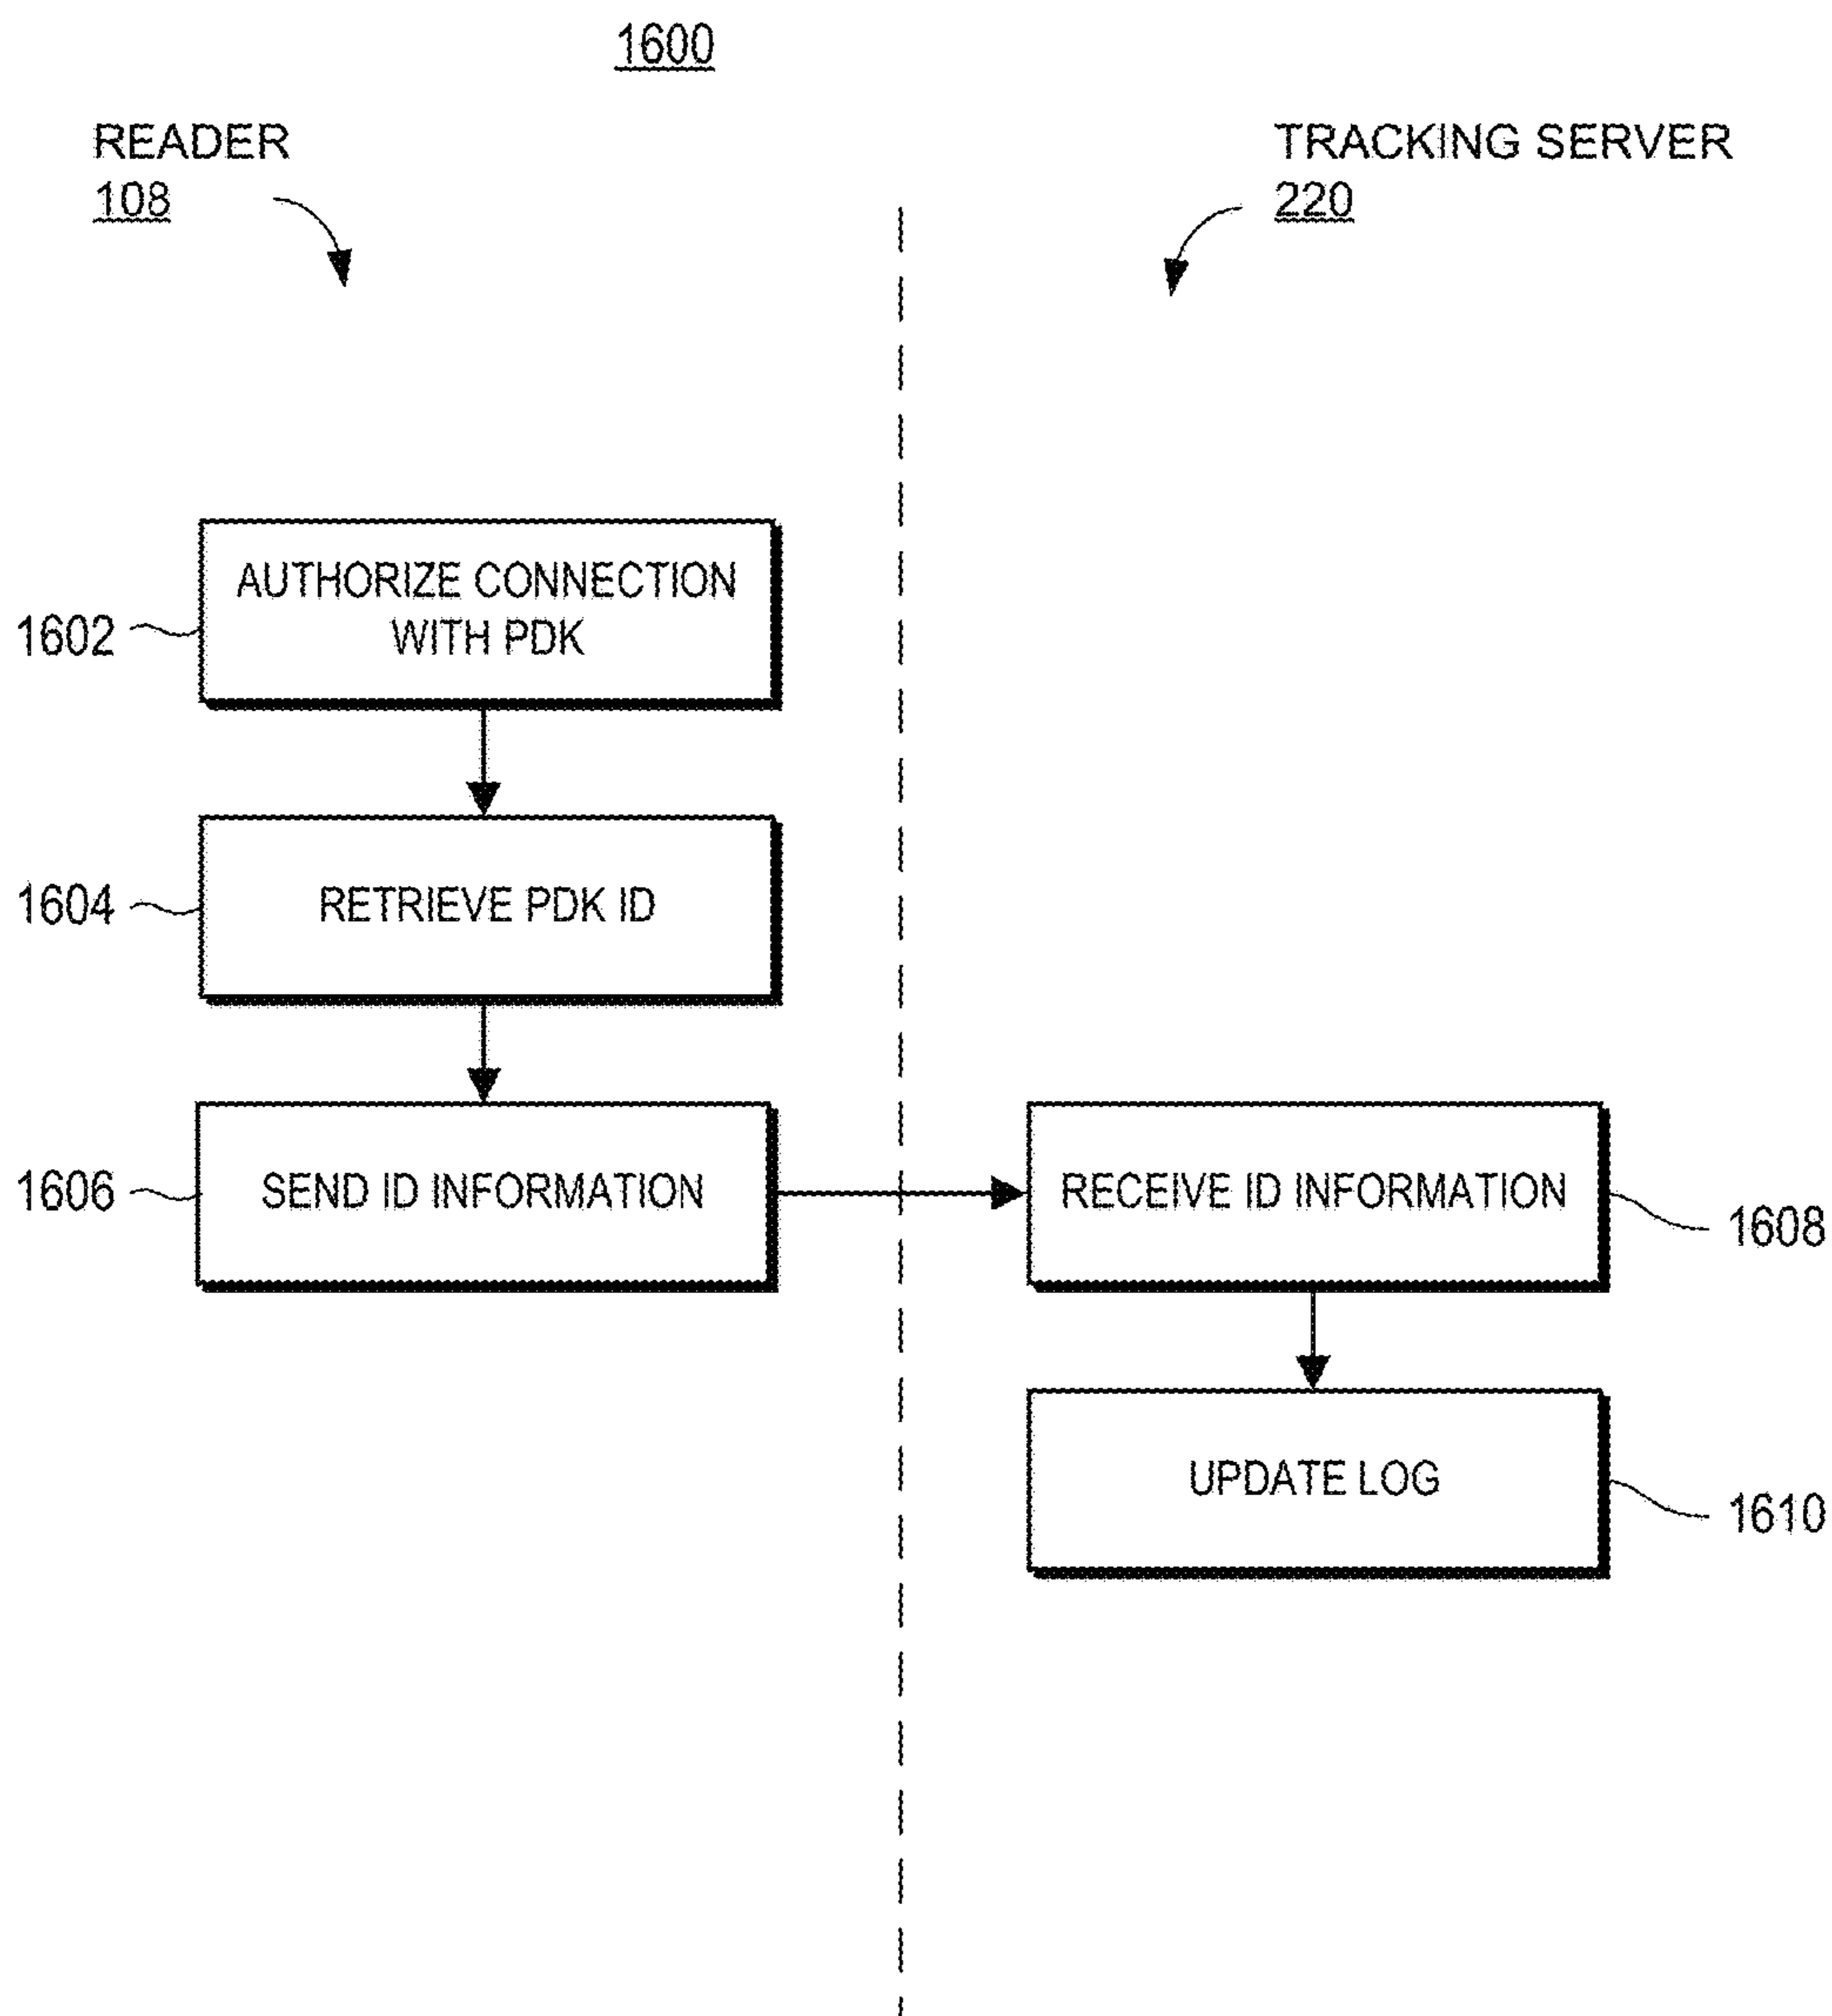 1600
READER
108
TRACKING SERVER
220
AUTHORIZE CONNECTION
WITH PDK
1602
RETRIEVE PDK ID
1604
SEND ID INFORMATION
1606
RECEIVE ID INFORMATION
1608
UPDATE LOG
1610